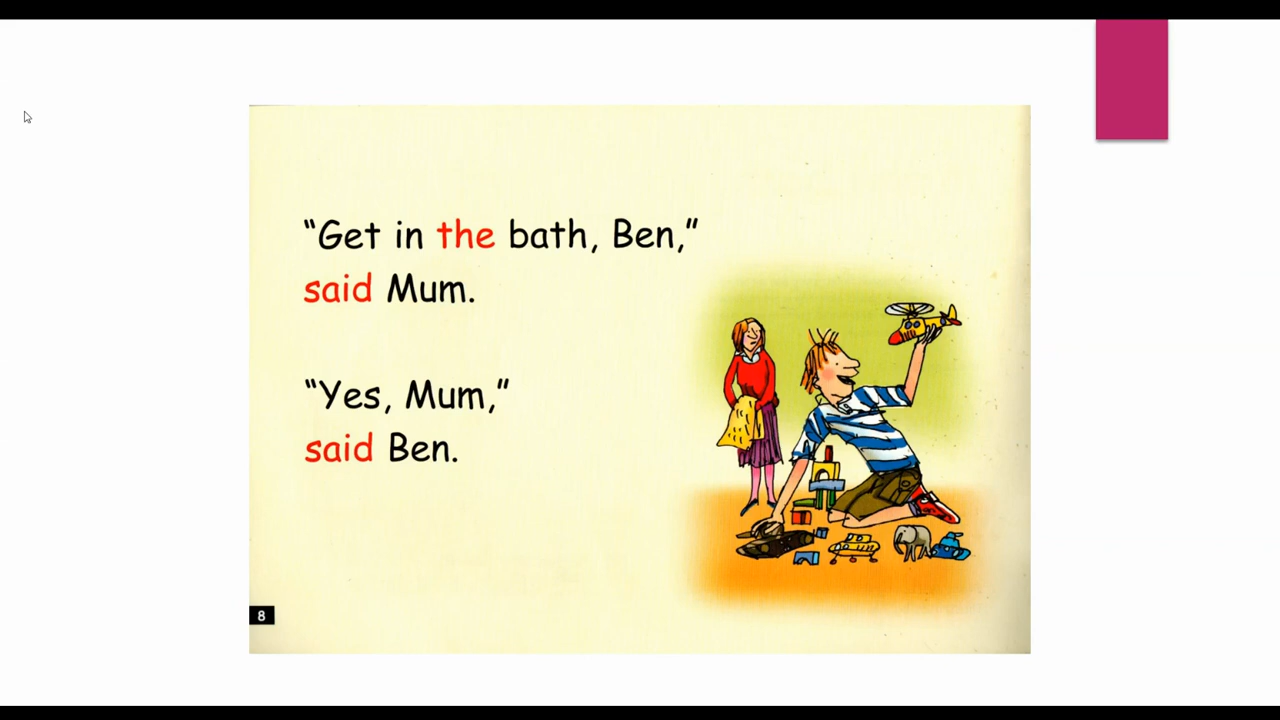 “Get in the bath, Ben,”
said Mum.
“Yes, Mum,”
said Ben.
8